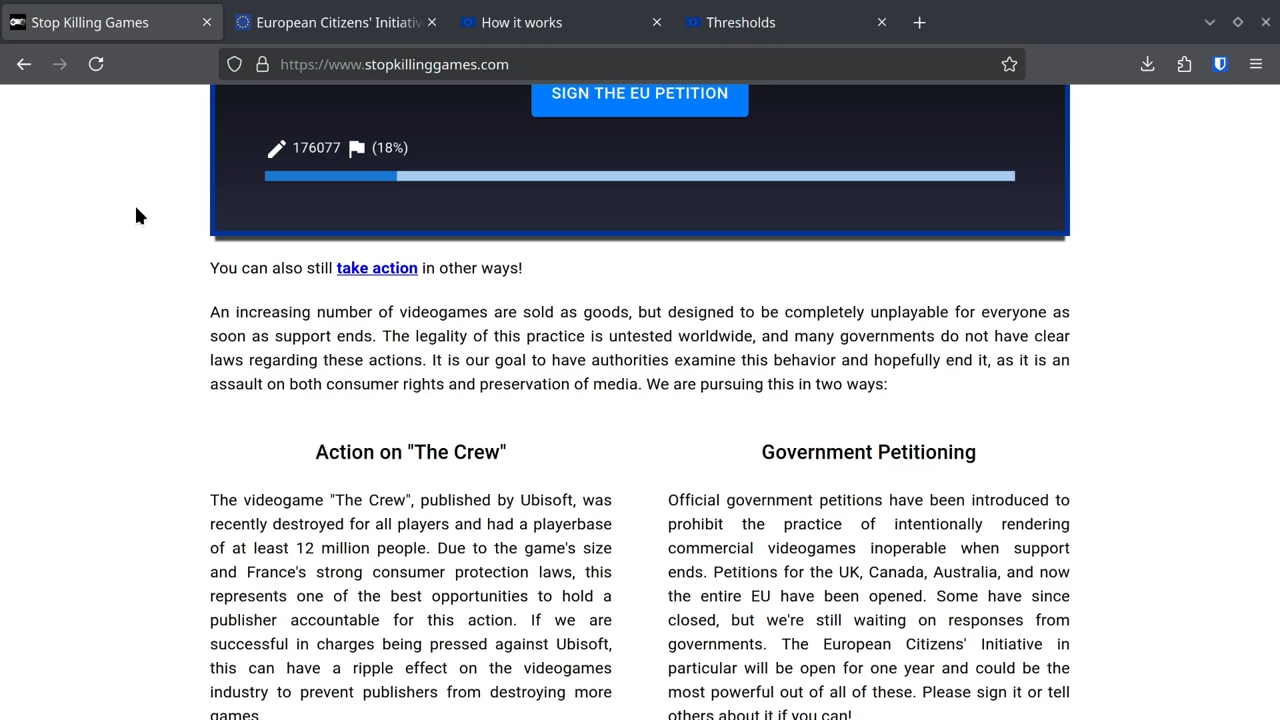 Stop Killing Games
European Citizens' Initiativ
How it works
Thresholds
https://www.stopkillinggames.com
SIGN THE EU PETITION
176077 (18%)
You can also still take action in other ways!
An increasing number of videogames are sold as goods, but designed to be completely unplayable for everyone as
soon as support ends. The legality of this practice is untested worldwide, and many governments do not have clear
laws regarding these actions. It is our goal to have authorities examine this behavior and hopefully end it, as it is an
assault on both consumer rights and preservation of media. We are pursuing this in two ways:
Action on "The Crew"
The videogame "The Crew", published by Ubisoft, was
recently destroyed for all players and had a playerbase
of at least 12 million people. Due to the game's size
and France's strong consumer protection laws, this
represents one of the best opportunities to hold a
publisher accountable for this action. If we are
successful in charges being pressed against Ubisoft,
this can have a ripple effect on the videogames
industry to prevent publishers from destroying more
games.
Government Petitioning
Official government petitions have been introduced to
prohibit the practice of intentionally rendering
commercial videogames inoperable when support
ends. Petitions for the UK, Canada, Australia, and now
the entire EU have been opened. Some have since
closed, but we're still waiting on responses from
governments. The European Citizens' Initiative in
particular will be open for one year and could be the
most powerful out of all of these. Please sign it or tell
others about it if you can!